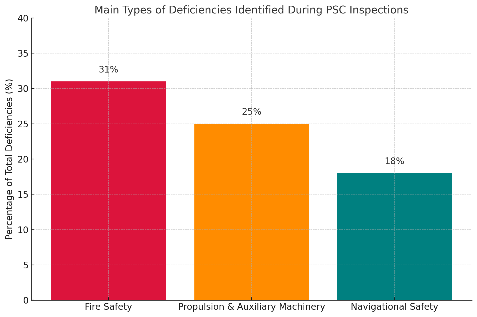 Main Types of Deficiencies Identified During PSC Inspections
Percentage of Total Deficiencies (%)
40
35
30
25
20
15
10
5
0
31%
25%
18%
Fire Safety
Propulsion & Auxiliary Machinery
Navigational Safety